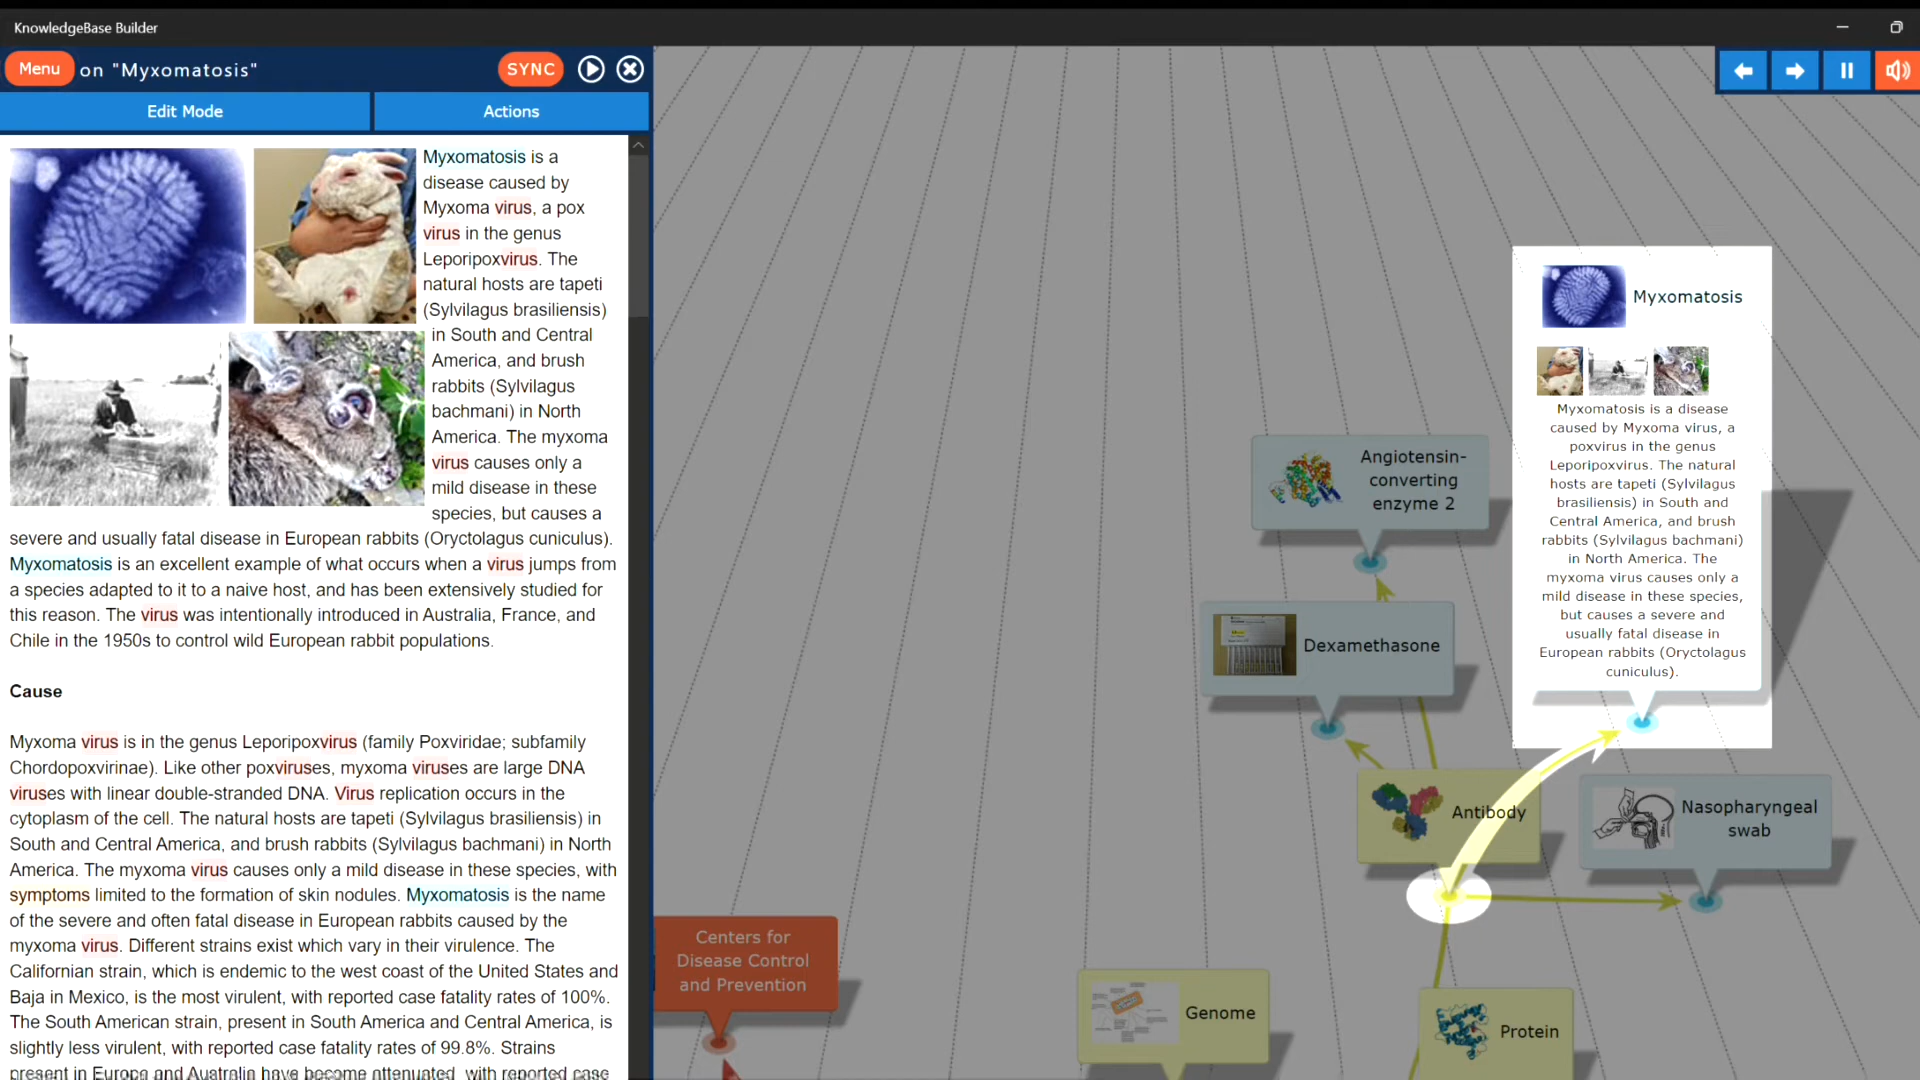 KnowledgeBase Builder
Menu
on "Myxomatosis"
SYNC
Edit Mode
Actions
Myxomatosis is a
disease caused by
Myxoma virus, a pox
virus in the genus
Leporipoxvirus. The
natural hosts are tapeti
(Sylvilagus brasiliensis)
in South and Central
America, and brush
rabbits (Sylvilagus
bachmani) in North
America. The myxoma
virus causes only a
mild disease in these
species, but causes a
severe and usually fatal disease in European rabbits (Oryctolagus cuniculus).
Myxomatosis is an excellent example of what occurs when a virus jumps from
a species adapted to it to a naive host, and has been extensively studied for
this reason. The virus was intentionally introduced in Australia, France, and
Chile in the 1950s to control wild European rabbit populations.
Cause
Myxoma virus is in the genus Leporipoxvirus (family Poxviridae; subfamily
Chordopoxvirinae). Like other poxviruses, myxoma viruses are large DNA
viruses with linear double-stranded DNA. Virus replication occurs in the
cytoplasm of the cell. The natural hosts are tapeti (Sylvilagus brasiliensis) in
South and Central America, and brush rabbits (Sylvilagus bachmani) in North
America. The myxoma virus causes only a mild disease in these species, with
symptoms limited to the formation of skin nodules. Myxomatosis is the name
of the severe and often fatal disease in European rabbits caused by the
myxoma virus. Different strains exist which vary in their virulence. The
Californian strain, which is endemic to the west coast of the United States and
Baja in Mexico, is the most virulent, with reported case fatality rates of 100%.
The South American strain, present in South America and Central America, is
slightly less virulent, with reported case fatality rates of 99.8%. Strains
present in Europe and Australia have become attenuated, with reported case
Myxomatosis
Myxomatosis is a disease
caused by Myxoma virus, a
poxvirus in the genus
Leporipoxvirus. The natural
hosts are tapeti (Sylvilagus
brasiliensis) in South and
Central America, and brush
rabbits (Sylvilagus bachmani)
in North America. The
myxoma virus causes only a
mild disease in these species,
but causes a severe and
usually fatal disease in
European rabbits (Oryctolagus
cuniculus).
Angiotensin-
converting
enzyme 2
Dexamethasone
Antibody
Nasopharyngeal
swab
Centers for
Disease Control
and Prevention
Genome
Protein